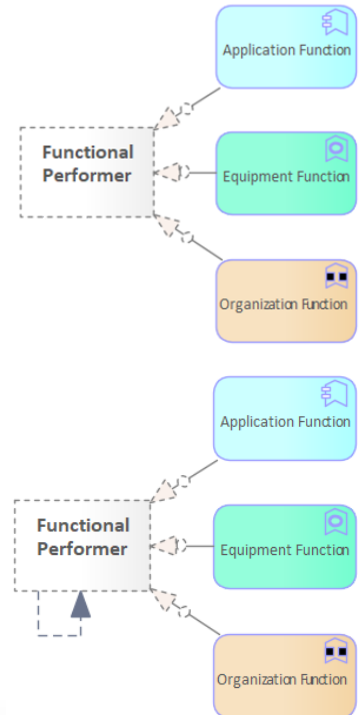 Application Function
Functional
Performer
Equipment Function
Organization Function
Application Function
Functional
Performer
Equipment Function
Organization Function